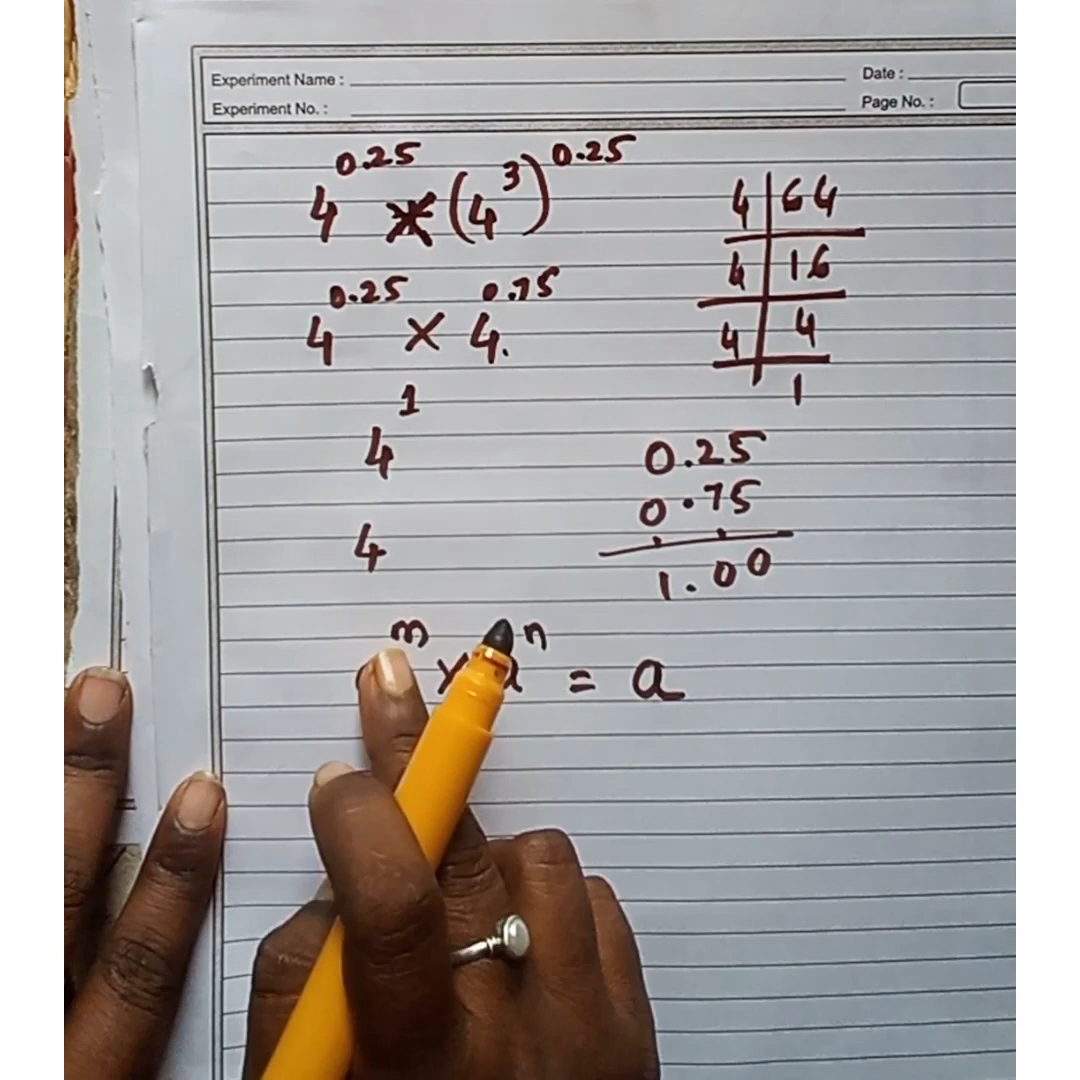 Experiment Name :
Date :
Experiment No. :
Page No. :
4^0.25 × (4^3)^0.25
4^0.25 × 4^0.75.
4^1
4
4 | 64
4 | 16
4 | 4
1
0.25
0.75
1.00
m × a^n = a